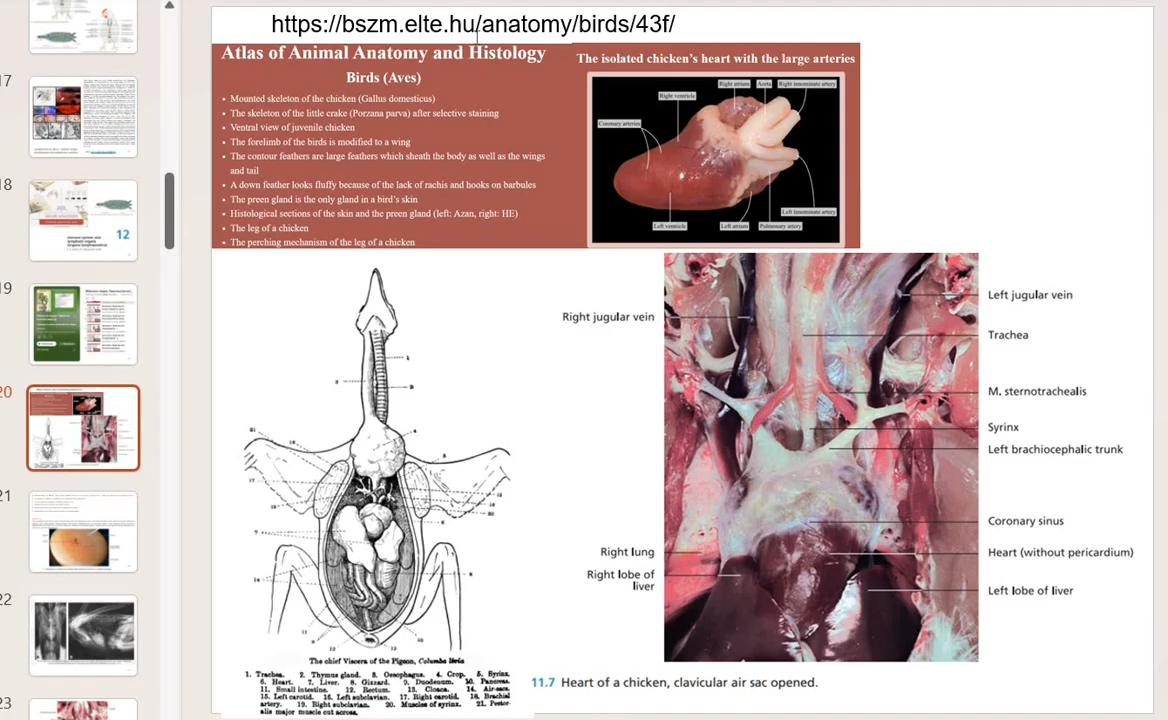 https://bszm.elte.hu/anatomy/birds/43f/
Atlas of Animal Anatomy and Histology
Birds (Aves)
• Mounted skeleton of the chicken (Gallus domesticus)
• The skeleton of the little crake (Porzana parva) after selective staining
• Ventral view of juvenile chicken
• The forelimb of the birds is modified to a wing
• The contour feathers are large feathers which sheath the body as well as the wings
and tail
• A down feather looks fluffy because of the lack of rachis and hooks on barbules
• The preen gland is the only gland in a bird's skin
• Histological sections of the skin and the preen gland (left: Azan, right: HE)
• The leg of a chicken
• The perching mechanism of the leg of a chicken
The isolated chicken's heart with the large arteries
Right atrium
Aorta
Right innominate artery
Right ventricle
Coronary arteries
Left innominate artery
Left ventricle
Left atrium
Pulmonary artery
The chief Viscera of the Pigeon, Columba livia
1. Trachea. 2. Thymus gland. 3. Oesophagus. 4. Crop. 5. Syrinx.
6. Heart. 7. Liver. 8. Gizzard. 9. Duodenum. 10. Pancreas.
11. Small intestine. 12. Rectum. 13. Cloaca. 14. Air-sacs.
15. Left carotid. 16. Left subclavian. 17. Right carotid. 18. Brachial
artery. 19. Right subclavian. 20. Muscles of syrinx. 21. Pector-
alis major muscle cut across.
Right jugular vein
Right lung
Right lobe of
liver
Left jugular vein
Trachea
M. sternotrachealis
Syrinx
Left brachiocephalic trunk
Coronary sinus
Heart (without pericardium)
Left lobe of liver
11.7 Heart of a chicken, clavicular air sac opened.
17
18
12
19
20
21
22
23